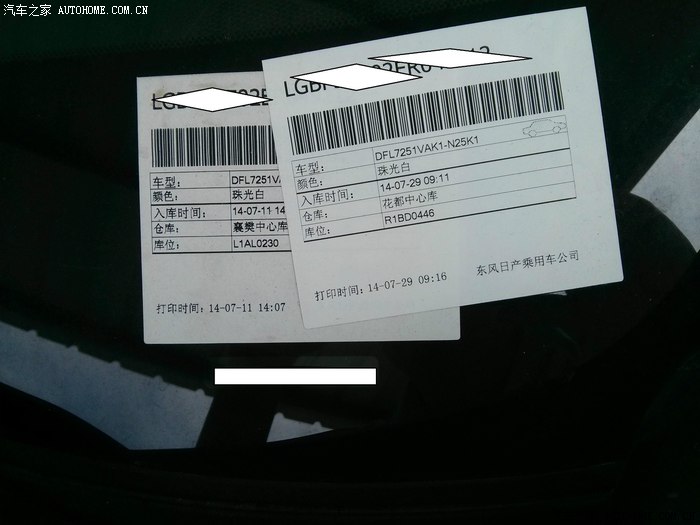 汽车之家 AUTOHOME.COM.CN
车型: DFL7251VA
颜色: 珠光白
入库时间: 14-07-11 14
仓库: 襄樊中心库
库位: L1AL0230
打印时间: 14-07-11 14:07
车型: DFL7251VAK1-N25K1
颜色: 珠光白
入库时间: 14-07-29 09:11
仓库: 花都中心库
库位: R1BD0446
打印时间: 14-07-29 09:16 东风日产乘用车公司